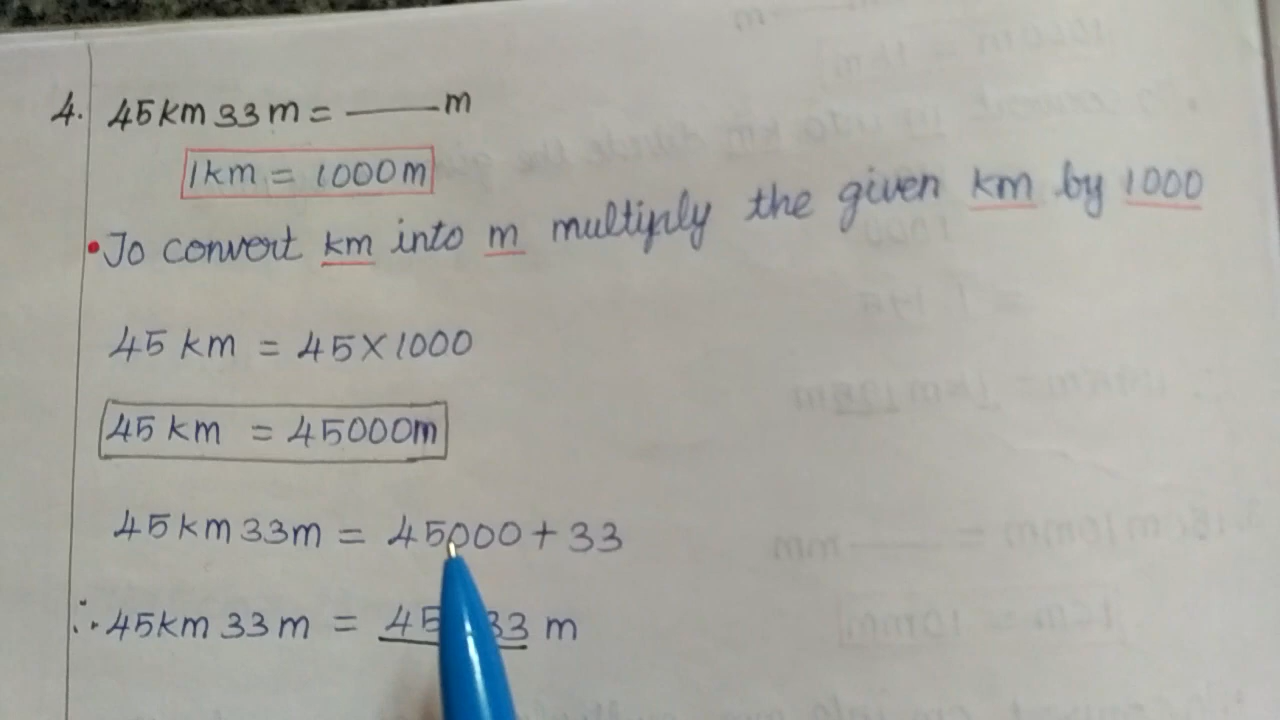 4. 45km 33m = ——— m
1km = 1000m
• To convert km into m multiply the given km by 1000
45 km = 45×1000
45 km = 45000m
45km 33m = 45000 + 33
∴ 45km 33m = 45 33 m